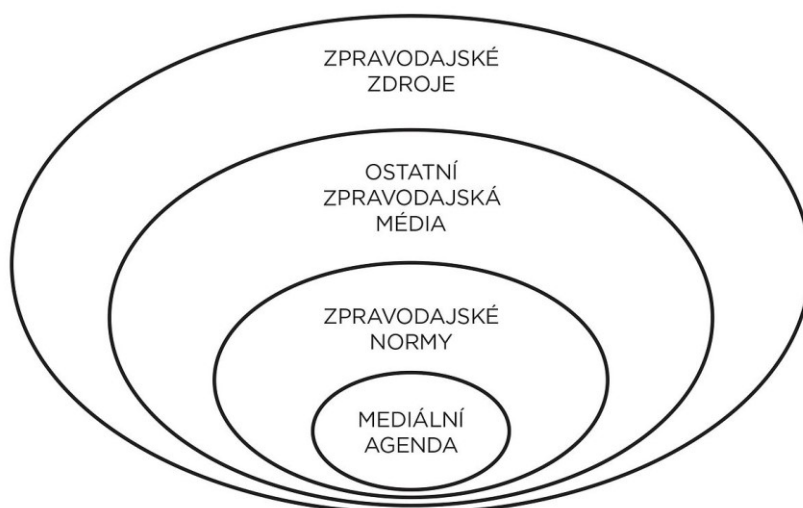 ZPRAVODAJSKÉ
ZDROJE
OSTATNÍ
ZPRAVODAJSKÁ
MÉDIA
ZPRAVODAJSKÉ
NORMY
MEDIÁLNÍ
AGENDA